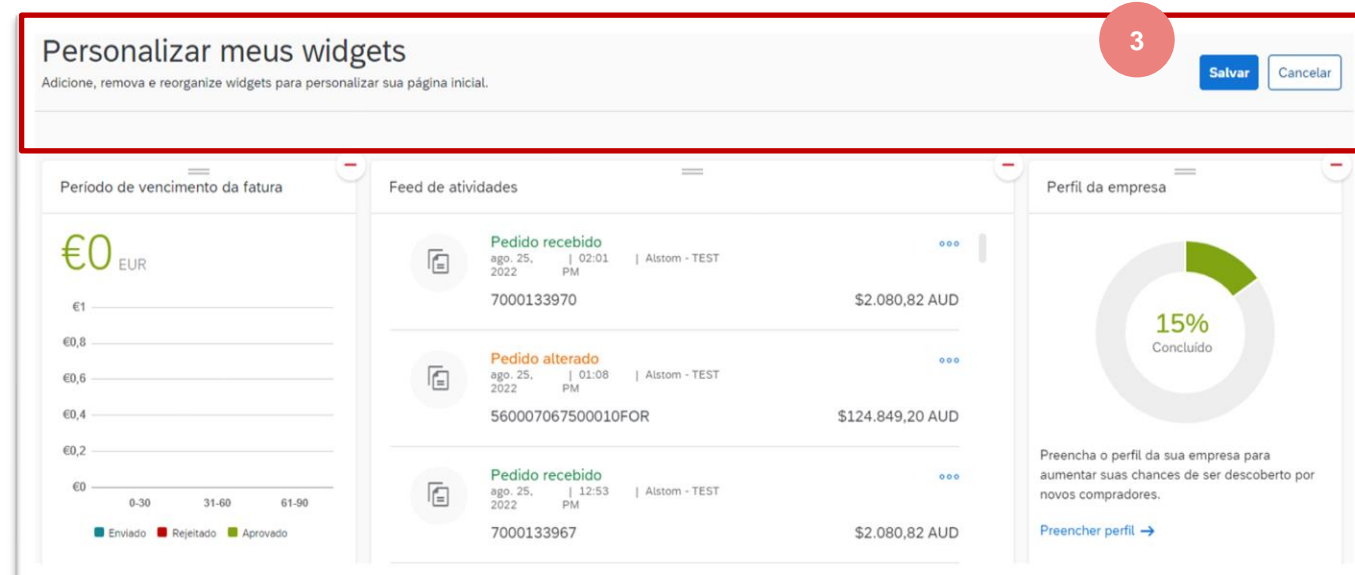 3
Personalizar meus widgets
Adicione, remova e reorganize widgets para personalizar sua página inicial.
Salvar
Cancelar
Período de vencimento da fatura
€0 EUR
€1
€0,8
€0,6
€0,4
€0,2
€0
0-30 31-60 61-90
Enviado Rejeitado Aprovado
Feed de atividades
Pedido recebido
ago. 25, | 02:01 | Alstom - TEST
2022 PM
7000133970 $2.080,82 AUD
Pedido alterado
ago. 25, | 01:08 | Alstom - TEST
2022 PM
560007067500010FOR $124.849,20 AUD
Pedido recebido
ago. 25, | 12:53 | Alstom - TEST
2022 PM
7000133967 $2.080,82 AUD
Perfil da empresa
15%
Concluído
Preencha o perfil da sua empresa para
aumentar suas chances de ser descoberto por
novos compradores.
Preencher perfil →